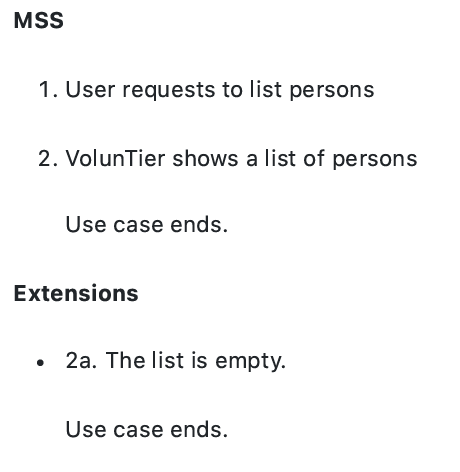 MSS
1. User requests to list persons
2. VolunTier shows a list of persons
Use case ends.
Extensions
• 2a. The list is empty.
Use case ends.